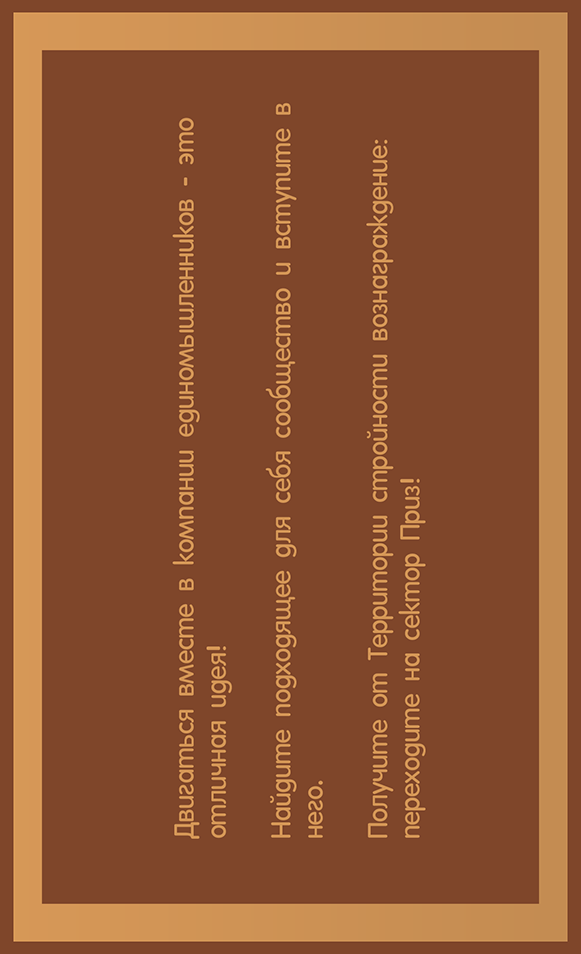 Двигаться вместе в компании единомышленников - это
отличная идея!
Найдите подходящее для себя сообщество и вступите в
него.
Получите от Территории стройности вознаграждение:
переходите на сектор Приз!